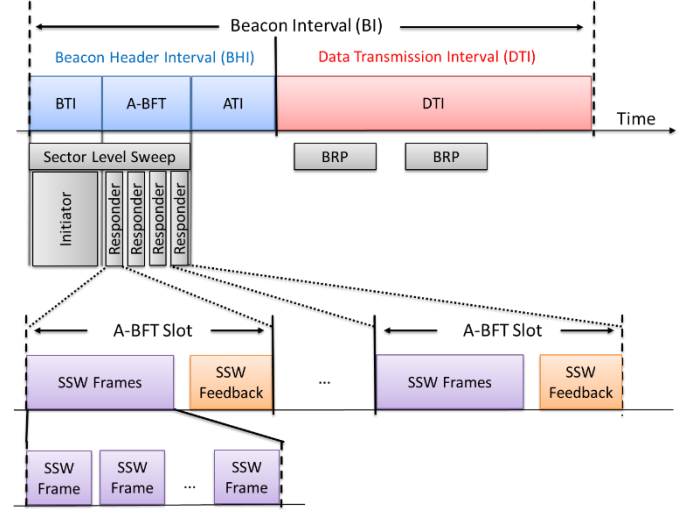 Beacon Interval (BI)
Beacon Header Interval (BHI)
Data Transmission Interval (DTI)
BTI
A-BFT
ATI
DTI
Time
Sector Level Sweep
BRP
BRP
Initiator
Responder
Responder
Responder
Responder
A-BFT Slot
A-BFT Slot
SSW Frames
SSW
Feedback
...
SSW Frames
SSW
Feedback
SSW
Frame
SSW
Frame
...
SSW
Frame